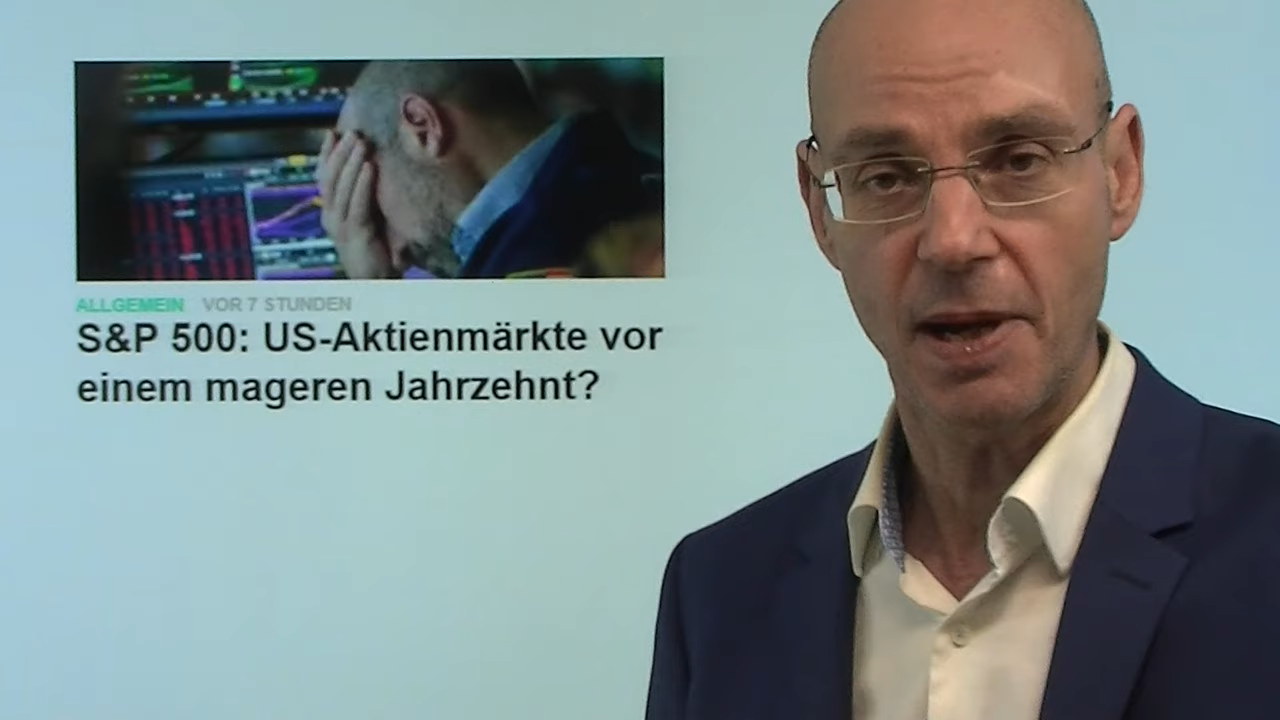 ALLGEMEIN VOR 7 STUNDEN
S&P 500: US-Aktienmärkte vor
einem mageren Jahrzehnt?